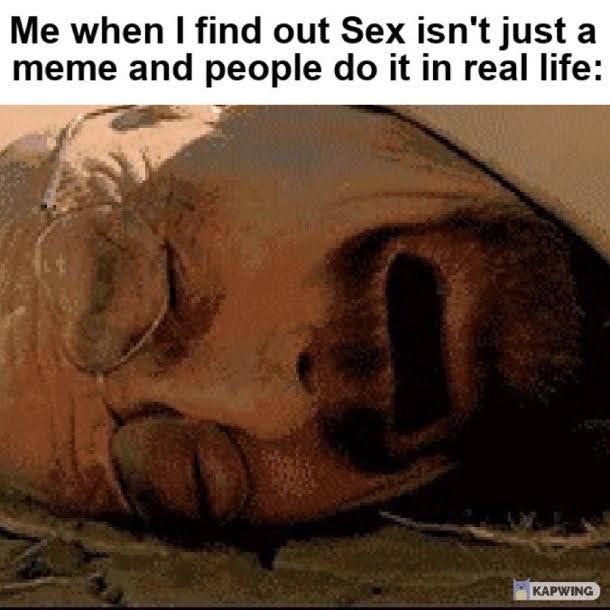 Me when I find out Sex isn't just a
meme and people do it in real life:
KAPWING